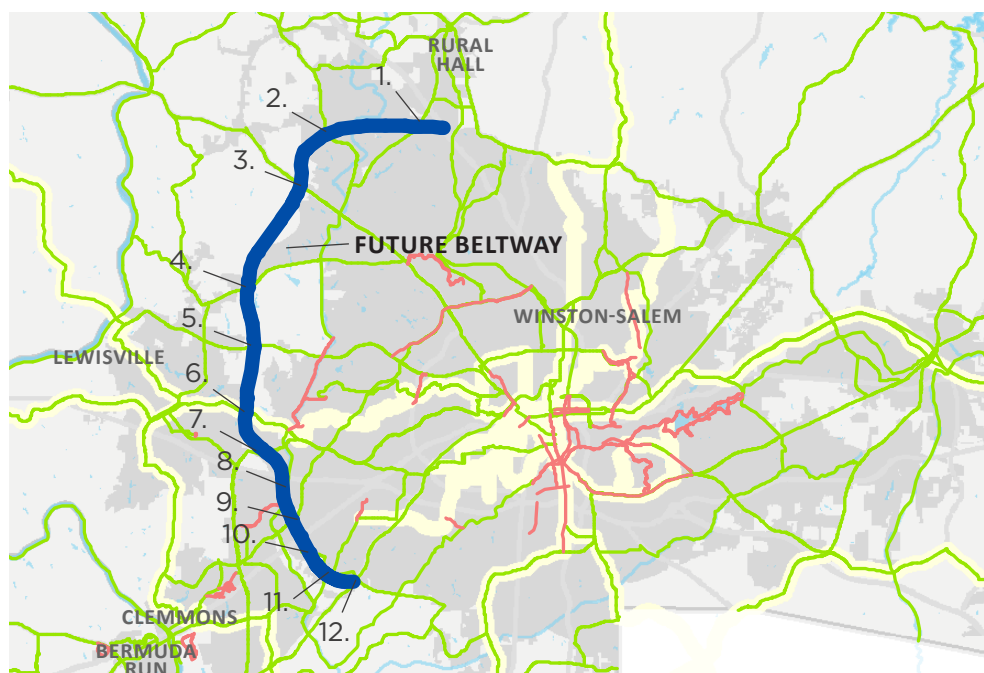 RURAL
HALL
1.
2.
3.
FUTURE BELTWAY
4.
5.
WINSTON-SALEM
LEWISVILLE
6.
7.
8.
9.
10.
11.
CLEMMONS
12.
BERMUDA
RUN